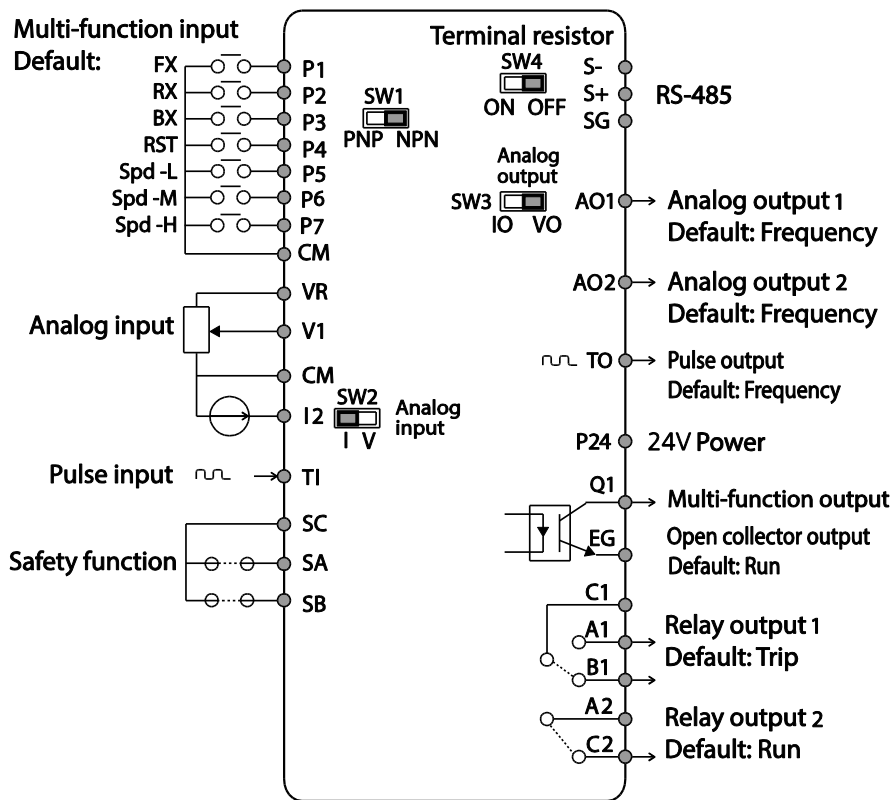 Multi-function input
Default:
FX
P1
RX
P2
BX
P3
RST
P4
Spd -L
P5
Spd -M
P6
Spd -H
P7
CM
SW1
PNP NPN
VR
Analog input
V1
CM
I2
SW2
I V
Analog
input
Pulse input
TI
SC
Safety function
SA
SB
Terminal resistor
SW4
ON OFF
S-
S+
SG
RS-485
Analog
output
SW3
IO VO
AO1
Analog output 1
Default: Frequency
AO2
Analog output 2
Default: Frequency
TO
Pulse output
Default: Frequency
P24
24V Power
Q1
Multi-function output
EG
Open collector output
Default: Run
C1
A1
Relay output 1
Default: Trip
B1
A2
Relay output 2
Default: Run
C2